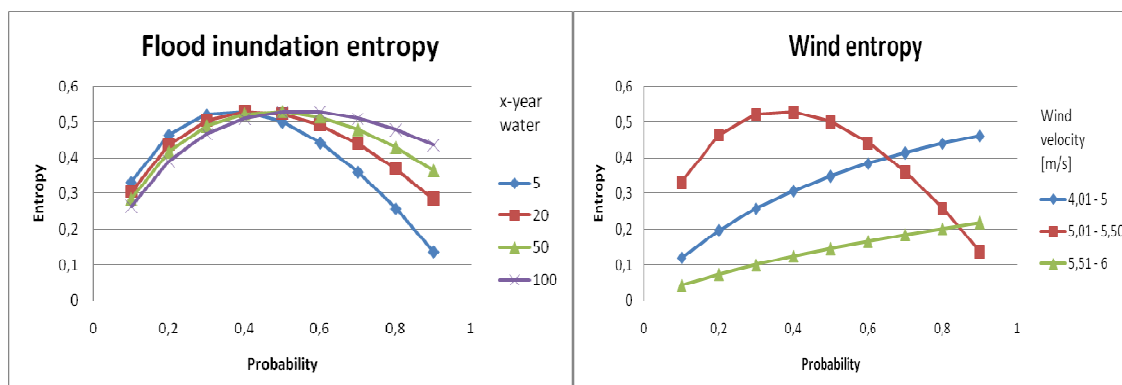 Flood inundation entropy
0,6
0,5
0,4
0,3
0,2
0,1
0
Entropy
0
0,2
0,4
0,6
0,8
1
Probability
x-year
water
5
20
50
100
Wind entropy
0,6
0,5
0,4
0,3
0,2
0,1
0
Entropy
0
0,2
0,4
0,6
0,8
1
Probability
Wind
velocity
[m/s]
4,01 - 5
5,01 - 5,50
5,51 - 6